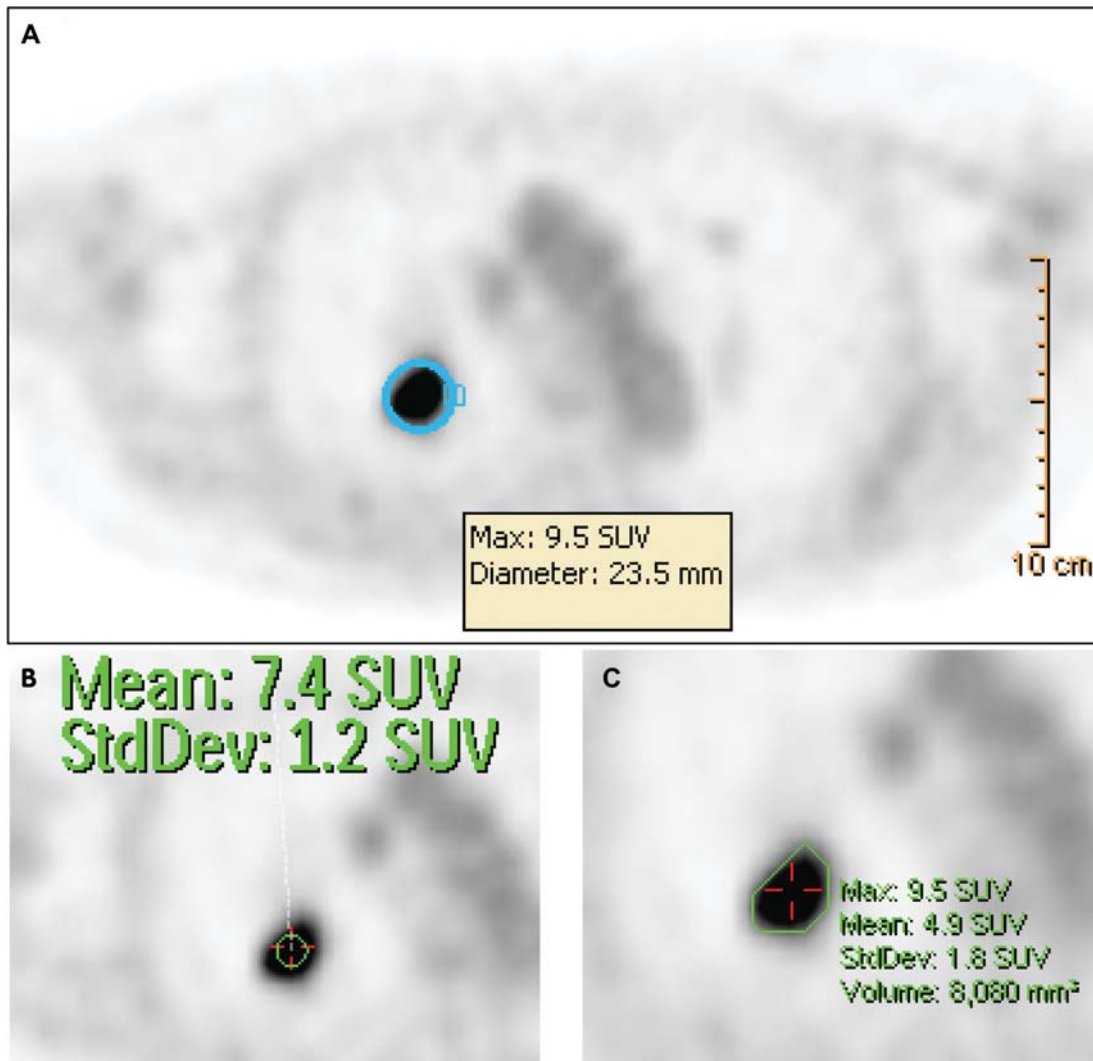 A
Max: 9.5 SUV
Diameter: 23.5 mm
10 cm
B
Mean: 7.4 SUV
StdDev: 1.2 SUV
C
Max: 9.5 SUV
Mean: 4.9 SUV
StdDev: 1.8 SUV
Volume: 8,080 mm³